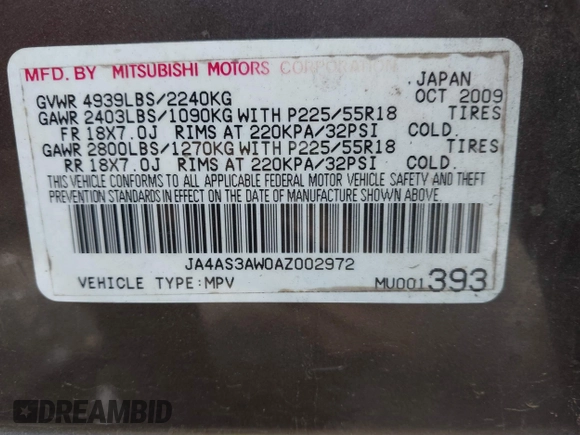 MFD. BY MITSUBISHI MOTORS CORPORATION
JAPAN
GVWR 4939LBS/2240KG OCT 2009
GAWR 2403LBS/1090KG WITH P225/55R18 TIRES
FR 18X7.0J RIMS AT 220KPA/32PSI COLD.
GAWR 2800LBS/1270KG WITH P225/55R18 TIRES
RR 18X7.0J RIMS AT 220KPA/32PSI COLD.
THIS VEHICLE CONFORMS TO ALL APPLICABLE FEDERAL MOTOR VEHICLE SAFETY AND THEFT
PREVENTION STANDARDS IN EFFECT ON THE DATE OF MANUFACTURE SHOWN ABOVE.
JA4AS3AW0AZ002972
VEHICLE TYPE:MPV MU001393
DREAMBID